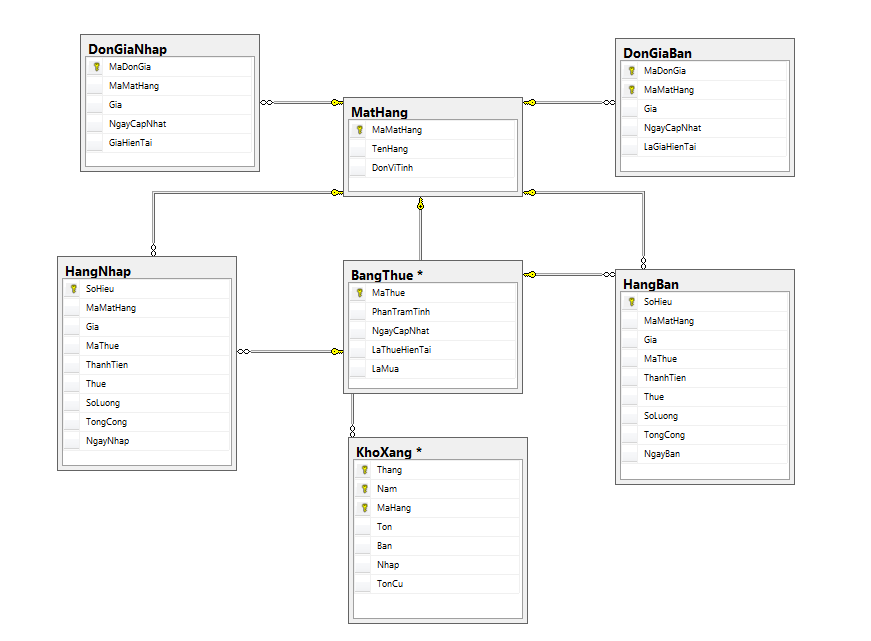 DonGiaNhap
MaDonGia
MaMatHang
Gia
NgayCapNhat
GiaHienTai
DonGiaBan
MaDonGia
MaMatHang
Gia
NgayCapNhat
LaGiaHienTai
MatHang
MaMatHang
TenHang
DonViTinh
HangNhap
SoHieu
MaMatHang
Gia
MaThue
ThanhTien
Thue
SoLuong
TongCong
NgayNhap
BangThue *
MaThue
PhanTramTinh
NgayCapNhat
LaThueHienTai
LaMua
HangBan
SoHieu
MaMatHang
Gia
MaThue
ThanhTien
Thue
SoLuong
TongCong
NgayBan
KhoXang *
Thang
Nam
MaHang
Ton
Ban
Nhap
TonCu